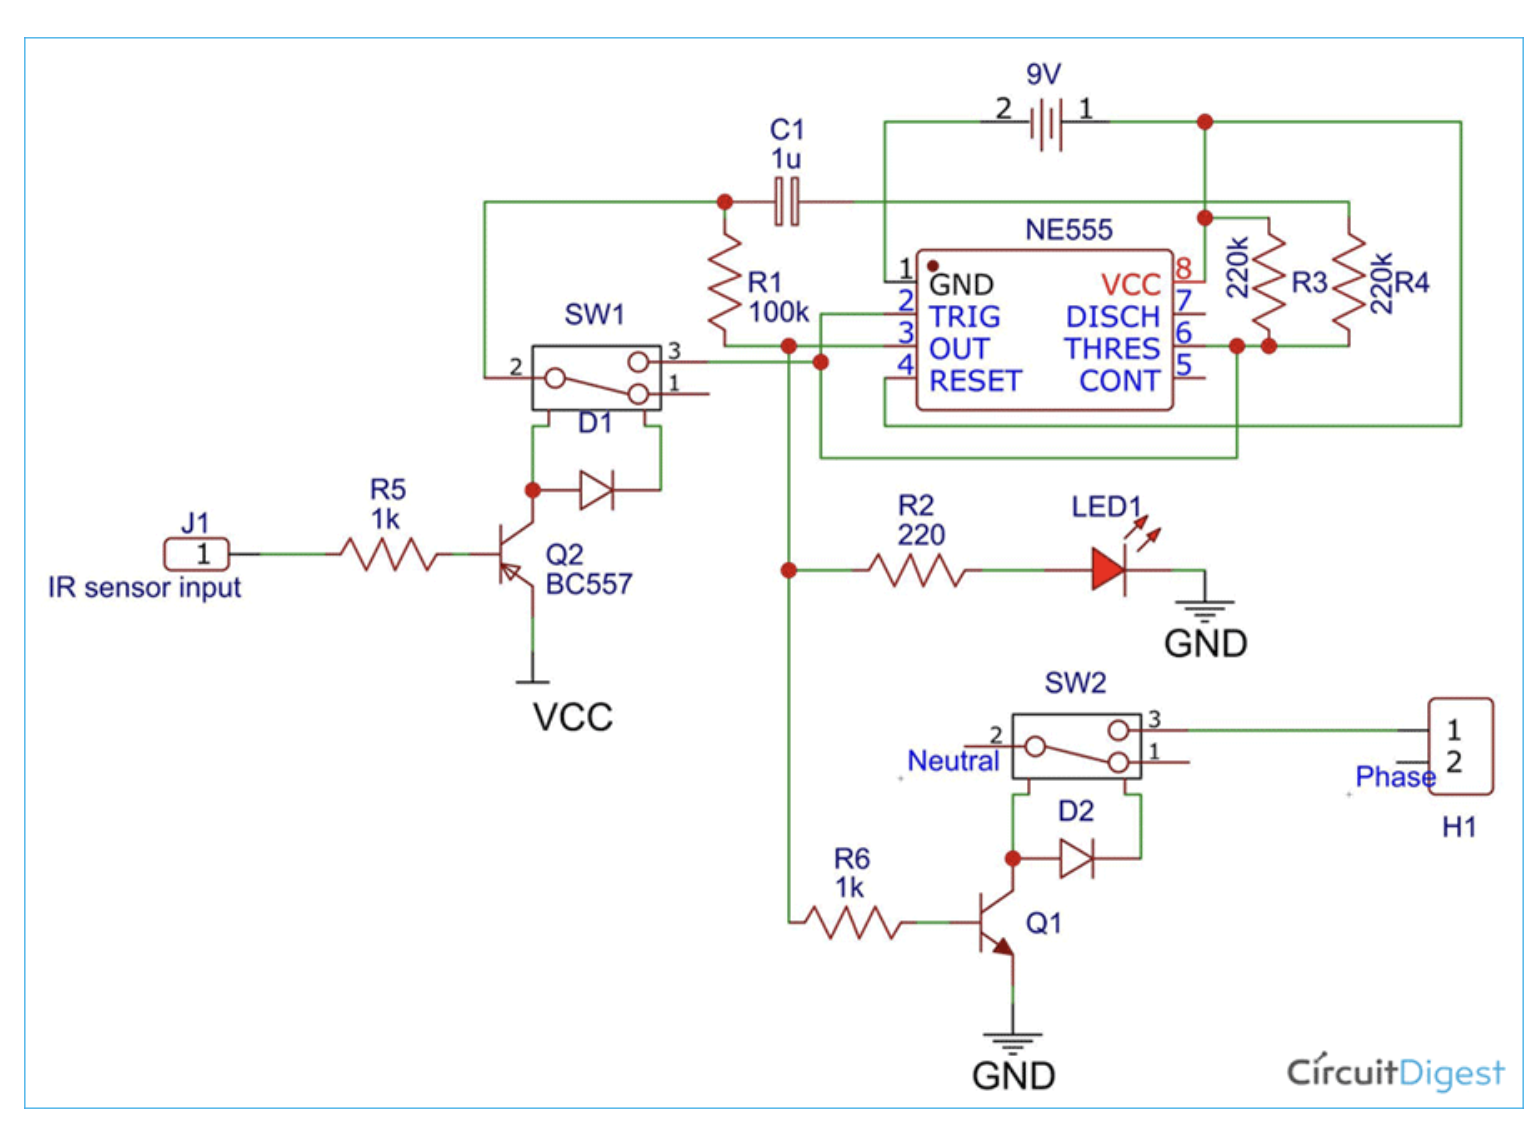 9V
2 1
C1
1u
NE555
1 GND
2 TRIG
3 OUT
4 RESET
VCC 8
DISCH 7
THRES 6
CONT 5
220k R3
220k R4
R1
100k
SW1
2 3
1
D1
R5
1k
J1
1
IR sensor input
Q2
BC557
VCC
R2
220
LED1
GND
SW2
2 3
1
Neutral
1
2
Phase
H1
D2
R6
1k
Q1
GND
CircuitDigest